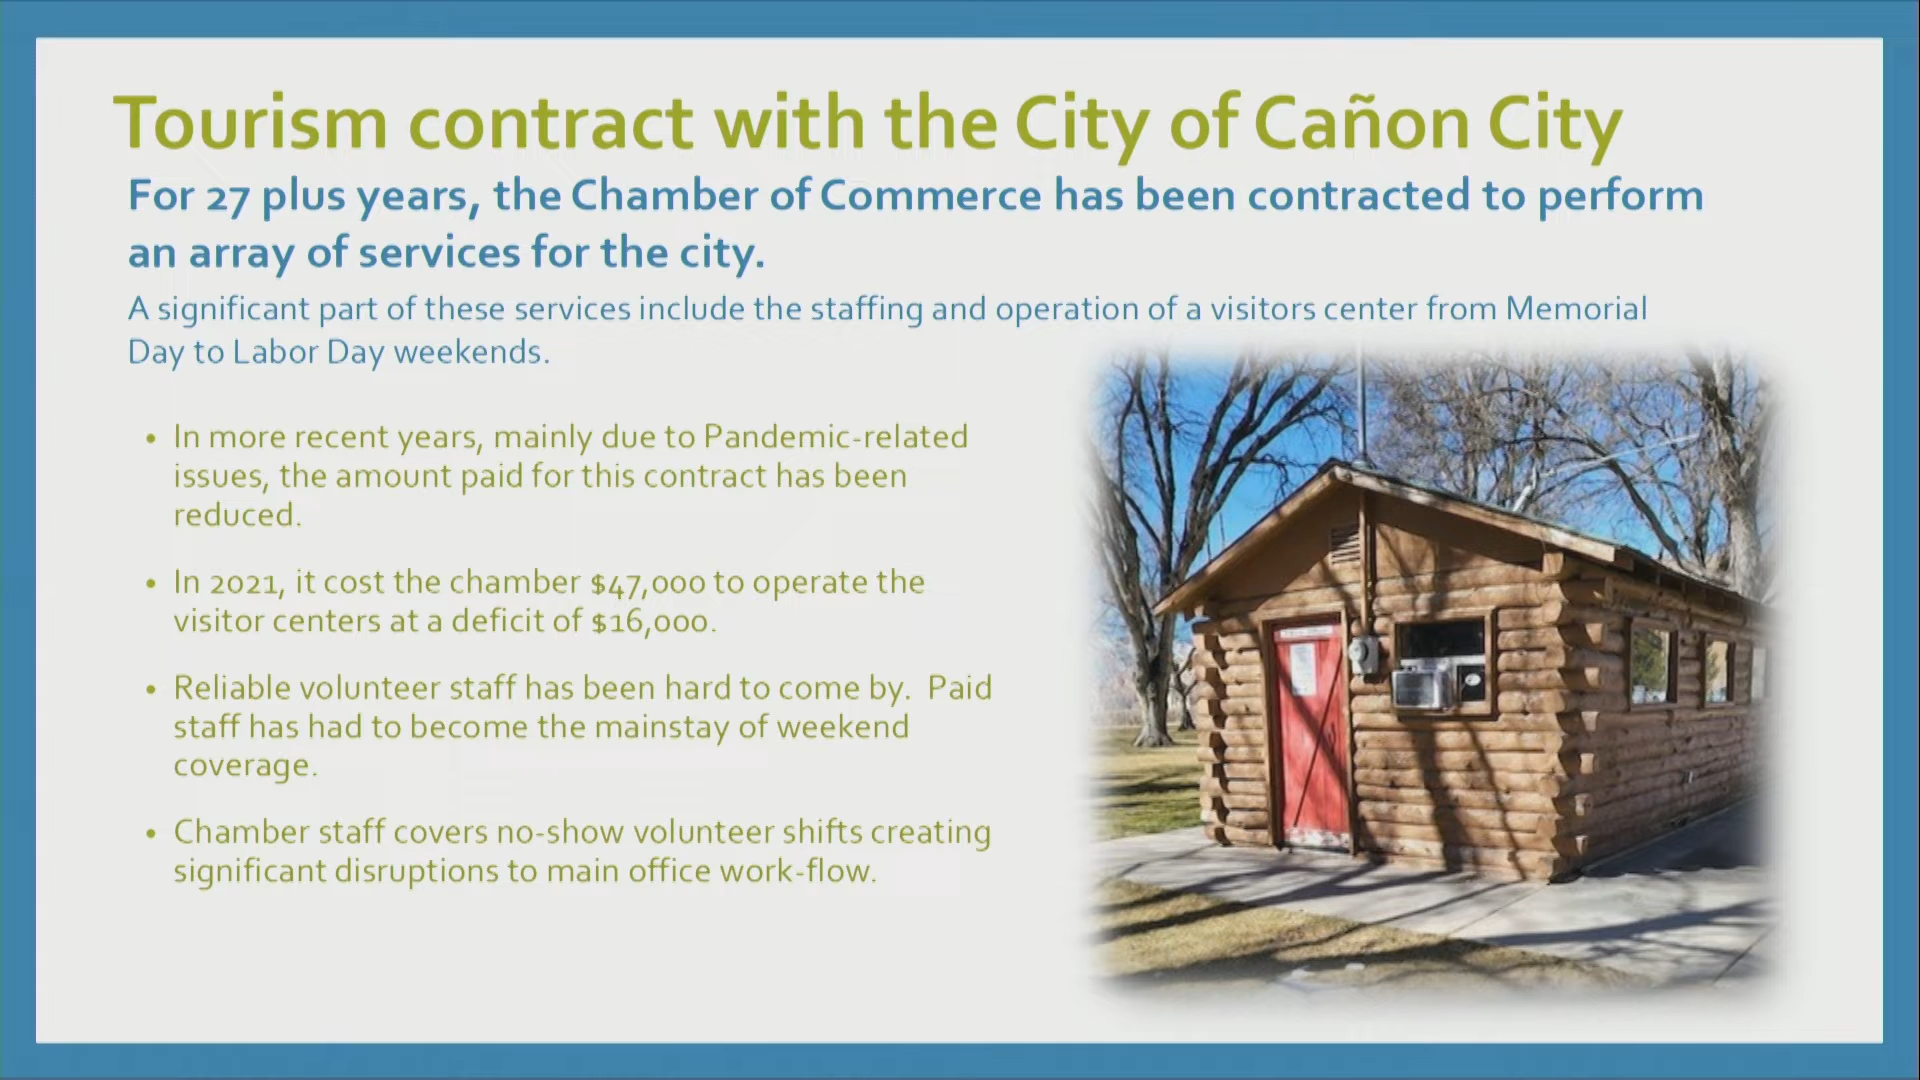 Tourism contract with the City of Cañon City
For 27 plus years, the Chamber of Commerce has been contracted to perform
an array of services for the city.
A significant part of these services include the staffing and operation of a visitors center from Memorial
Day to Labor Day weekends.
• In more recent years, mainly due to Pandemic-related
issues, the amount paid for this contract has been
reduced.
• In 2021, it cost the chamber $47,000 to operate the
visitor centers at a deficit of $16,000.
• Reliable volunteer staff has been hard to come by.  Paid
staff has had to become the mainstay of weekend
coverage.
• Chamber staff covers no-show volunteer shifts creating
significant disruptions to main office work-flow.